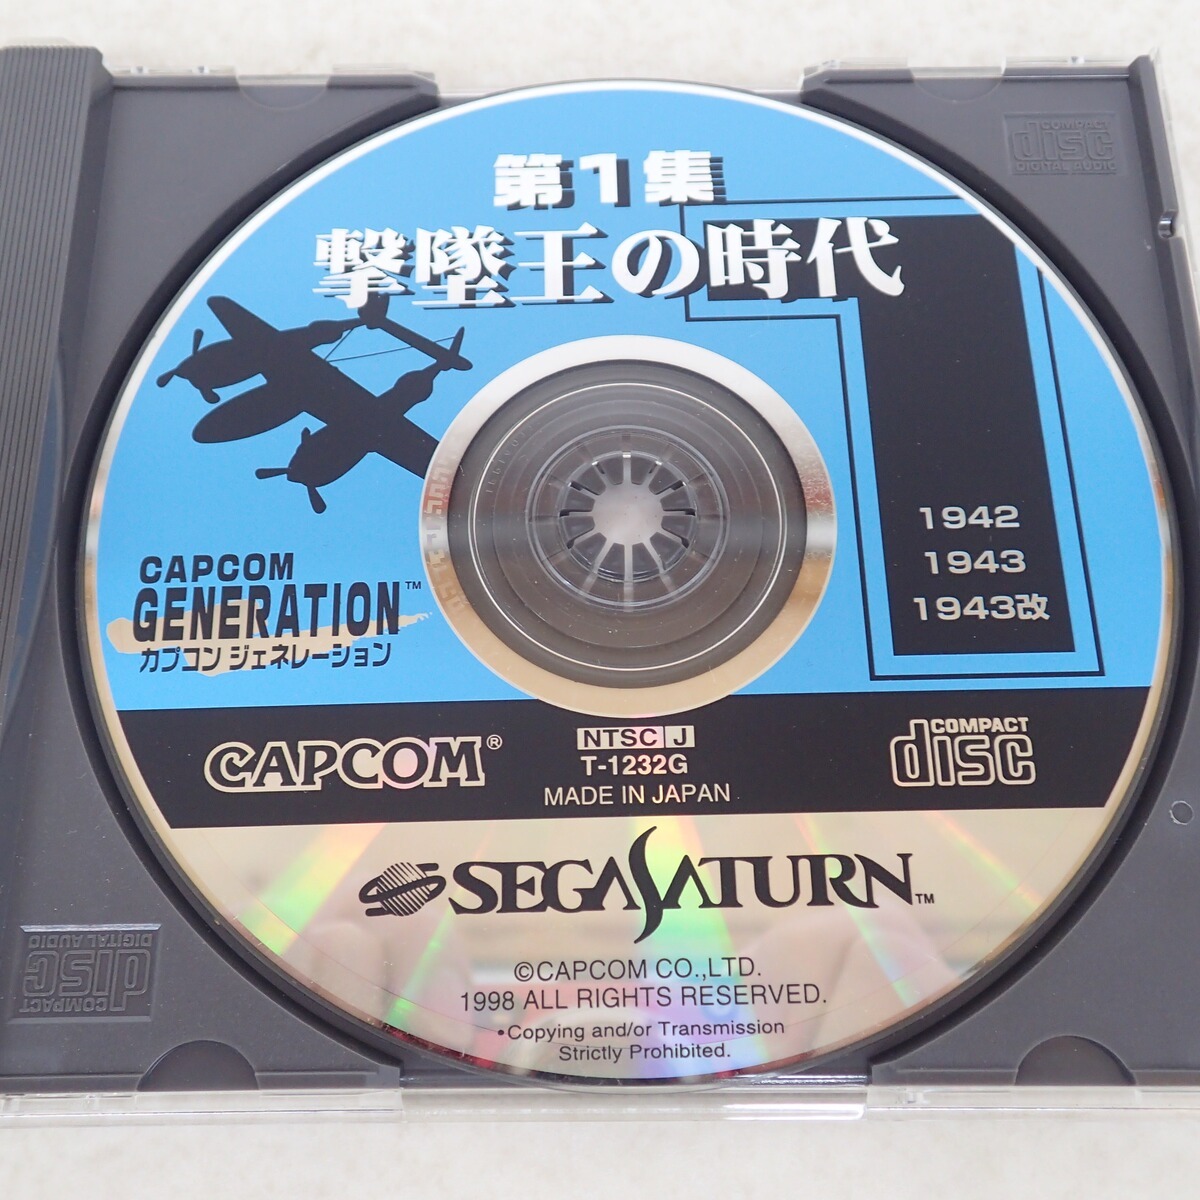 第1集
撃墜王の時代
1942
1943
1943改
CAPCOM
GENERATION™
カプコン ジェネレーション
CAPCOM®
NTSC J
T-1232G
MADE IN JAPAN
COMPACT
disc
SEGA SATURN™
©CAPCOM CO.,LTD.
1998 ALL RIGHTS RESERVED.
•Copying and/or Transmission
Strictly Prohibited.
COMPACT
disc
DIGITAL AUDIO
COMPACT
disc
DIGITAL AUDIO